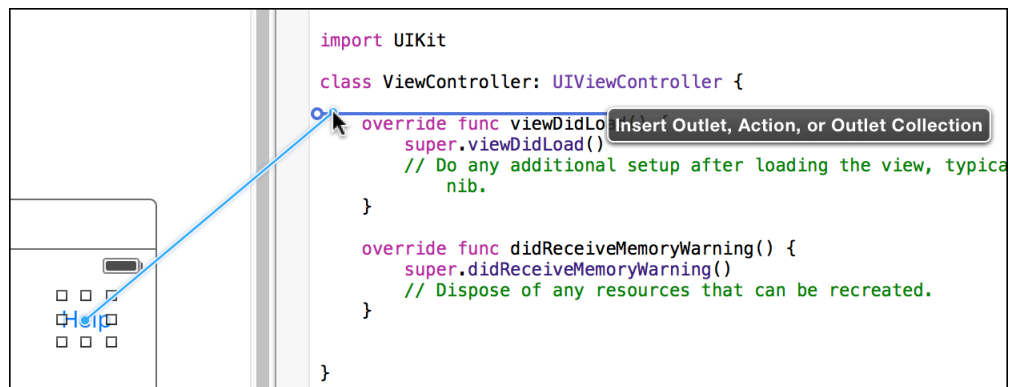 import UIKit
class ViewController: UIViewController {
override func viewDidLo
Insert Outlet, Action, or Outlet Collection
super.viewDidLoad()
// Do any additional setup after loading the view, typica
nib.
}
override func didReceiveMemoryWarning() {
super.didReceiveMemoryWarning()
// Dispose of any resources that can be recreated.
}
Help
}